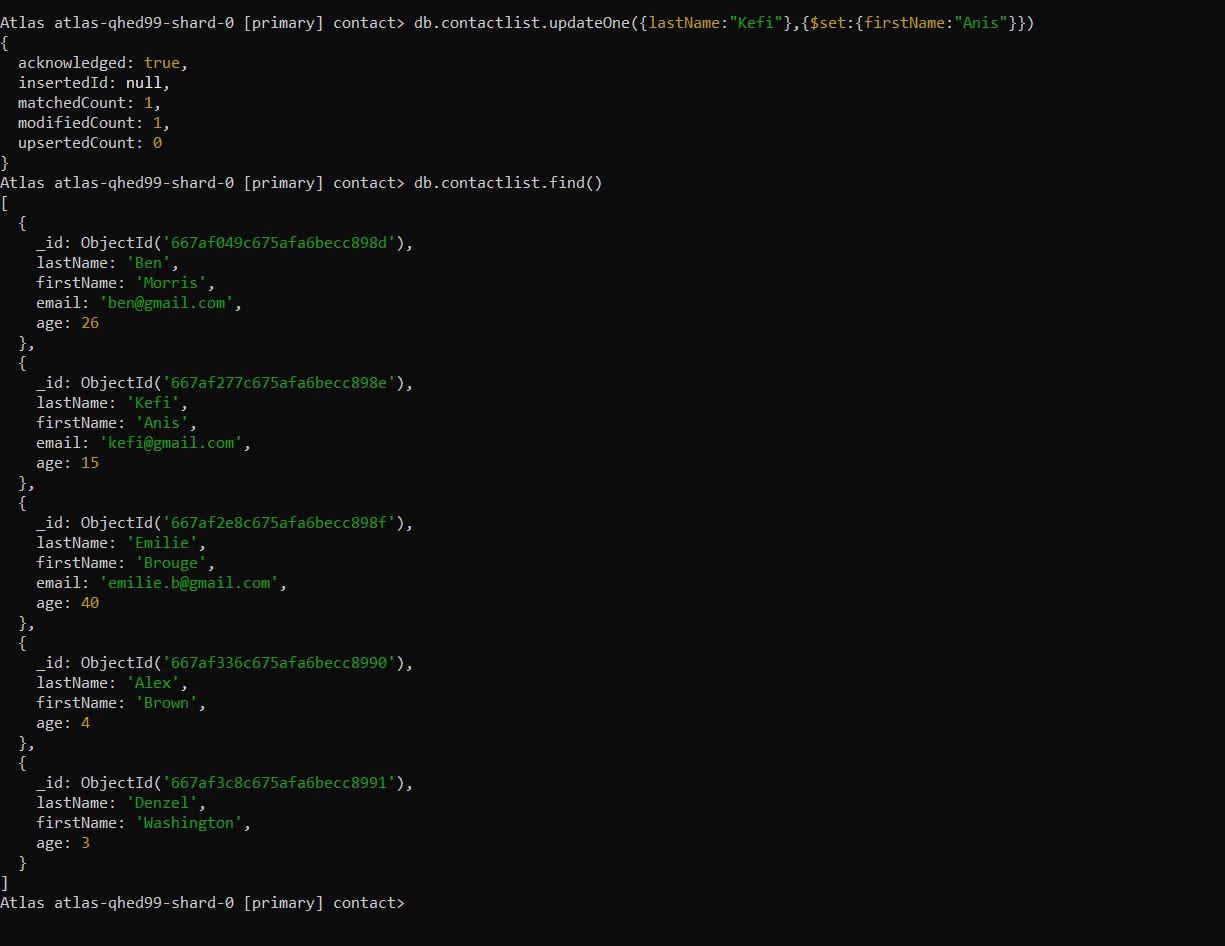 Atlas atlas-qhed99-shard-0 [primary] contact> db.contactlist.updateOne({lastName:"Kefi"},{$set:{firstName:"Anis"}})
{
  acknowledged: true,
  insertedId: null,
  matchedCount: 1,
  modifiedCount: 1,
  upsertedCount: 0
}
Atlas atlas-qhed99-shard-0 [primary] contact> db.contactlist.find()
[
  {
    _id: ObjectId('667af049c675afa6becc898d'),
    lastName: 'Ben',
    firstName: 'Morris',
    email: 'ben@gmail.com',
    age: 26
  },
  {
    _id: ObjectId('667af277c675afa6becc898e'),
    lastName: 'Kefi',
    firstName: 'Anis',
    email: 'kefi@gmail.com',
    age: 15
  },
  {
    _id: ObjectId('667af2e8c675afa6becc898f'),
    lastName: 'Emilie',
    firstName: 'Brouge',
    email: 'emilie.b@gmail.com',
    age: 40
  },
  {
    _id: ObjectId('667af336c675afa6becc8990'),
    lastName: 'Alex',
    firstName: 'Brown',
    age: 4
  },
  {
    _id: ObjectId('667af3c8c675afa6becc8991'),
    lastName: 'Denzel',
    firstName: 'Washington',
    age: 3
  }
]
Atlas atlas-qhed99-shard-0 [primary] contact>